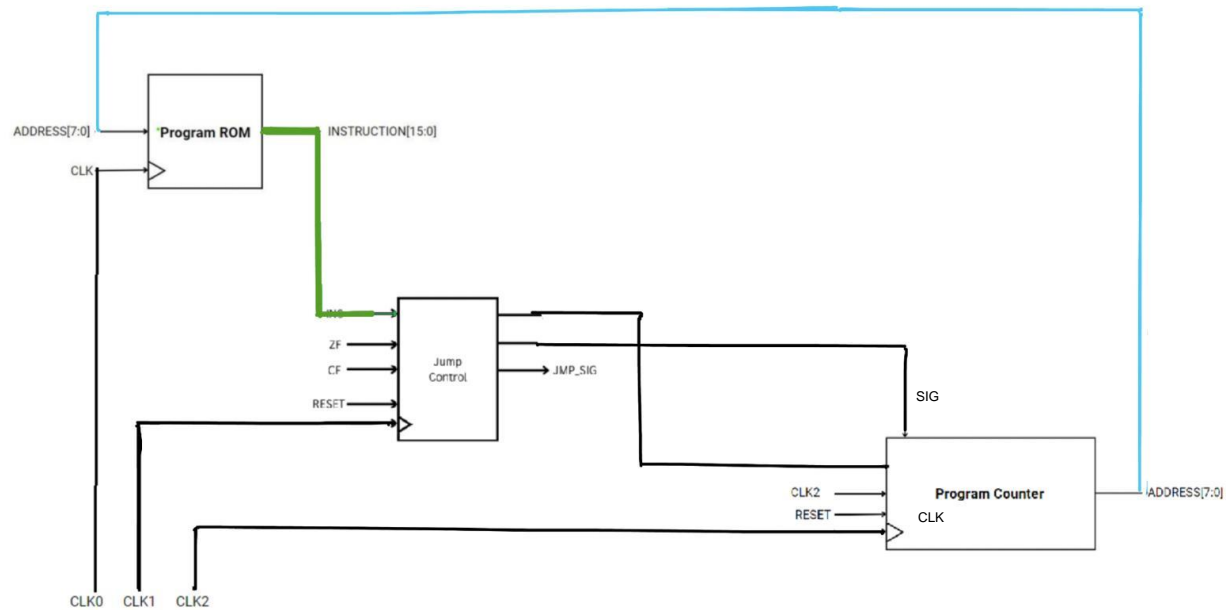 ADDRESS[7:0]
Program ROM
INSTRUCTION[15:0]
CLK
ZF
CF
RESET
Jump
Control
JMP_SIG
SIG
CLK2
RESET
CLK
Program Counter
ADDRESS[7:0]
CLK0
CLK1
CLK2